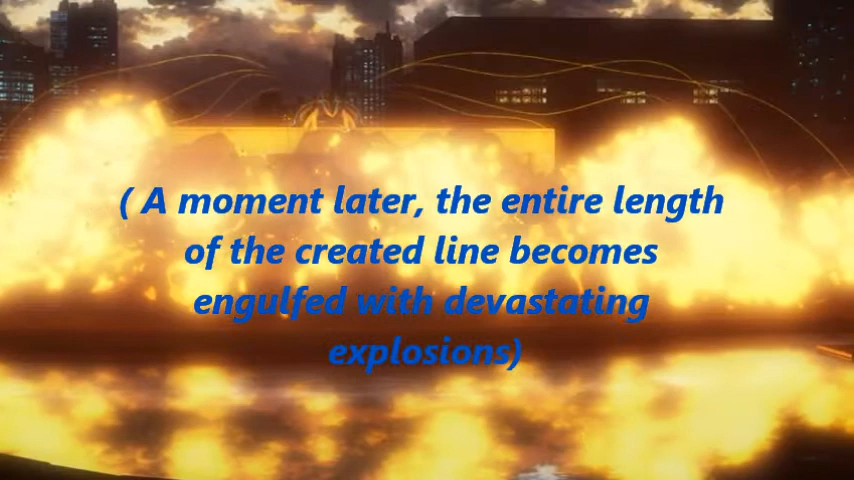 ( A moment later, the entire length
of the created line becomes
engulfed with devastating
explosions)